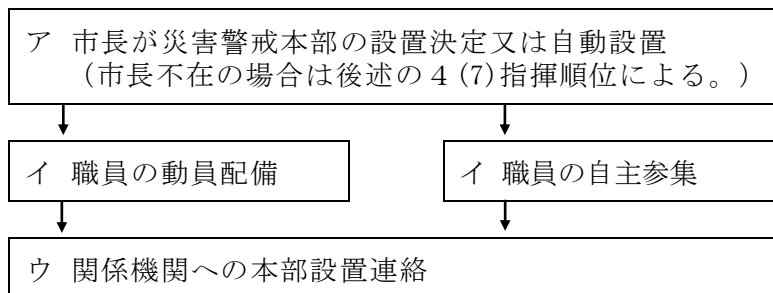 ア 市長が災害警戒本部の設置決定又は自動設置
（市長不在の場合は後述の４(7)指揮順位による。）
イ 職員の動員配備
イ 職員の自主参集
ウ 関係機関への本部設置連絡